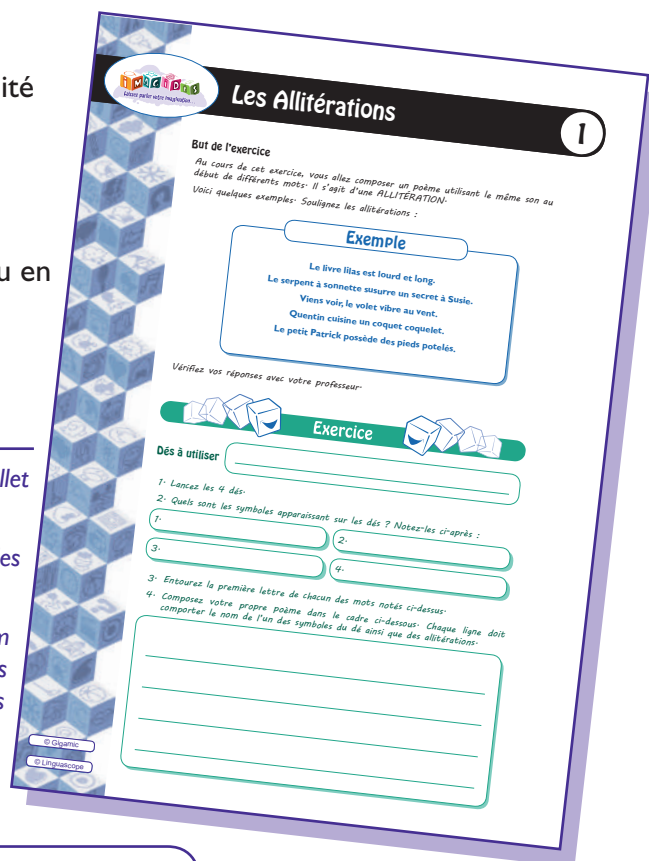 ité
u en
llet
es
n
s
s
iMAGiDéS
Laissez parler votre imagination...
Les Allitérations
1
But de l'exercice
Au cours de cet exercice, vous allez composer un poème utilisant le même son au
début de différents mots. Il s'agit d'une ALLITÉRATION.
Voici quelques exemples. Soulignez les allitérations :
Exemple
Le livre lilas est lourd et long.
Le serpent à sonnette susurre un secret à Susie.
Viens voir, le volet vibre au vent.
Quentin cuisine un coquet coquelet.
Le petit Patrick possède des pieds potelés.
Vérifiez vos réponses avec votre professeur.
Exercice
Dés à utiliser
1. Lancez les 4 dés.
2. Quels sont les symboles apparaissant sur les dés ? Notez-les ci-après :
1.
2.
3.
4.
3. Entourez la première lettre de chacun des mots notés ci-dessus.
4. Composez votre propre poème dans le cadre ci-dessous. Chaque ligne doit
comporter le nom de l'un des symboles du dé ainsi que des allitérations.
© Gigamic
© Linguascope